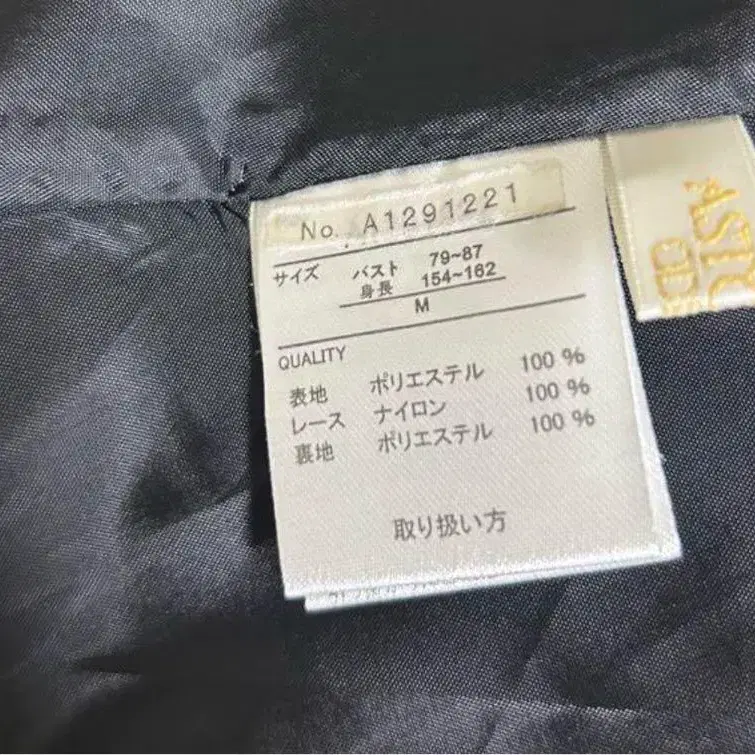 No. A1291221
サイズ バスト 79~87
身長 154~162
M
QUALITY
表地 ポリエステル 100 %
レース ナイロン 100 %
裏地 ポリエステル 100 %
取り扱い方